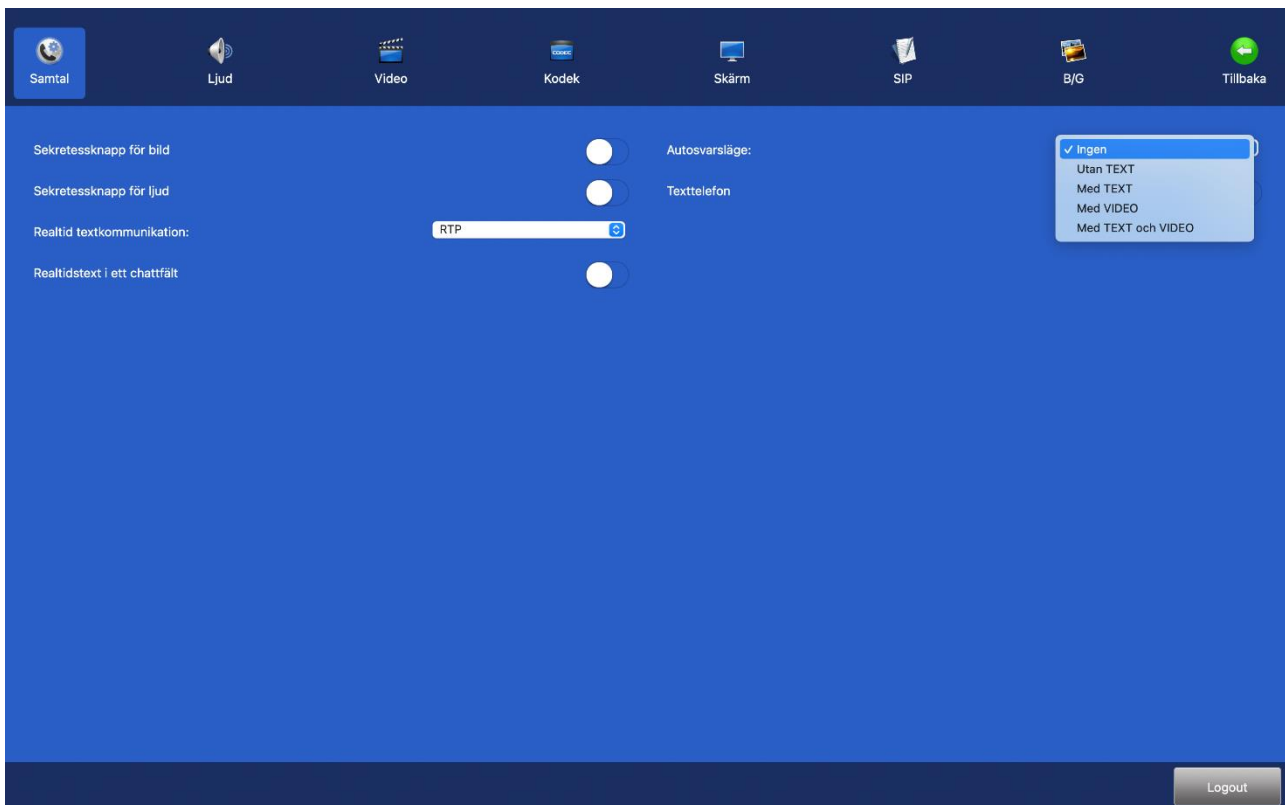 Samtal
Ljud
Video
CODEC
Kodek
Skärm
SIP
B/G
Tillbaka
Sekretessknapp för bild
Autosvarsläge:
✓ Ingen
Utan TEXT
Med TEXT
Med VIDEO
Med TEXT och VIDEO
Sekretessknapp för ljud
Texttelefon
Realtid textkommunikation:
RTP
Realtidstext i ett chattfält
Logout